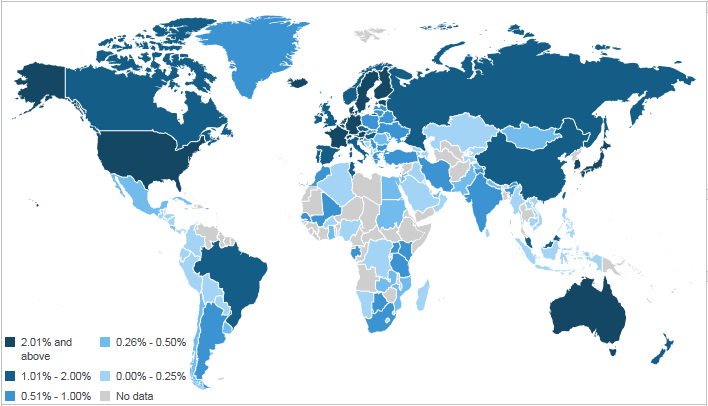 2.01% and
above
0.26% - 0.50%
1.01% - 2.00%
0.00% - 0.25%
0.51% - 1.00%
No data